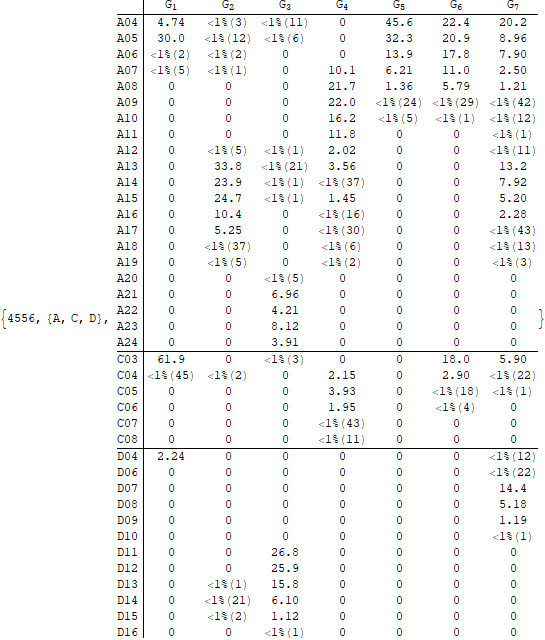 G₁ G₂ G₃ G₄ G₅ G₆ G₇
A04 4.74 <1%(3) <1%(11) 0 45.6 22.4 20.2
A05 30.0 <1%(12) <1%(6) 0 32.3 20.9 8.96
A06 <1%(2) <1%(2) 0 0 13.9 17.8 7.90
A07 <1%(5) <1%(1) 0 10.1 6.21 11.0 2.50
A08 0 0 0 21.7 1.36 5.79 1.21
A09 0 0 0 22.0 <1%(24) <1%(29) <1%(42)
A10 0 0 0 16.2 <1%(5) <1%(1) <1%(12)
A11 0 0 0 11.8 0 0 <1%(1)
A12 0 <1%(5) <1%(1) 2.02 0 0 <1%(11)
A13 0 33.8 <1%(21) 3.56 0 0 13.2
A14 0 23.9 <1%(1) <1%(37) 0 0 7.92
A15 0 24.7 <1%(1) 1.45 0 0 5.20
A16 0 10.4 0 <1%(16) 0 0 2.28
A17 0 5.25 0 <1%(30) 0 0 <1%(43)
A18 0 <1%(37) 0 <1%(6) 0 0 <1%(13)
A19 0 <1%(5) 0 <1%(2) 0 0 <1%(3)
A20 0 0 <1%(5) 0 0 0 0
A21 0 0 6.96 0 0 0 0
{4556, {A, C, D}, A22 0 0 4.21 0 0 0 0 }
A23 0 0 8.12 0 0 0 0
A24 0 0 3.91 0 0 0 0
C03 61.9 0 <1%(3) 0 0 18.0 5.90
C04 <1%(45) <1%(2) 0 2.15 0 2.90 <1%(22)
C05 0 0 0 3.93 0 <1%(18) <1%(1)
C06 0 0 0 1.95 0 <1%(4) 0
C07 0 0 0 <1%(43) 0 0 0
C08 0 0 0 <1%(11) 0 0 0
D04 2.24 0 0 0 0 0 <1%(12)
D06 0 0 0 0 0 0 <1%(22)
D07 0 0 0 0 0 0 14.4
D08 0 0 0 0 0 0 5.18
D09 0 0 0 0 0 0 1.19
D10 0 0 0 0 0 0 <1%(1)
D11 0 0 26.8 0 0 0 0
D12 0 0 25.9 0 0 0 0
D13 0 <1%(1) 15.8 0 0 0 0
D14 0 <1%(21) 6.10 0 0 0 0
D15 0 <1%(2) 1.12 0 0 0 0
D16 0 0 <1%(1) 0 0 0 0